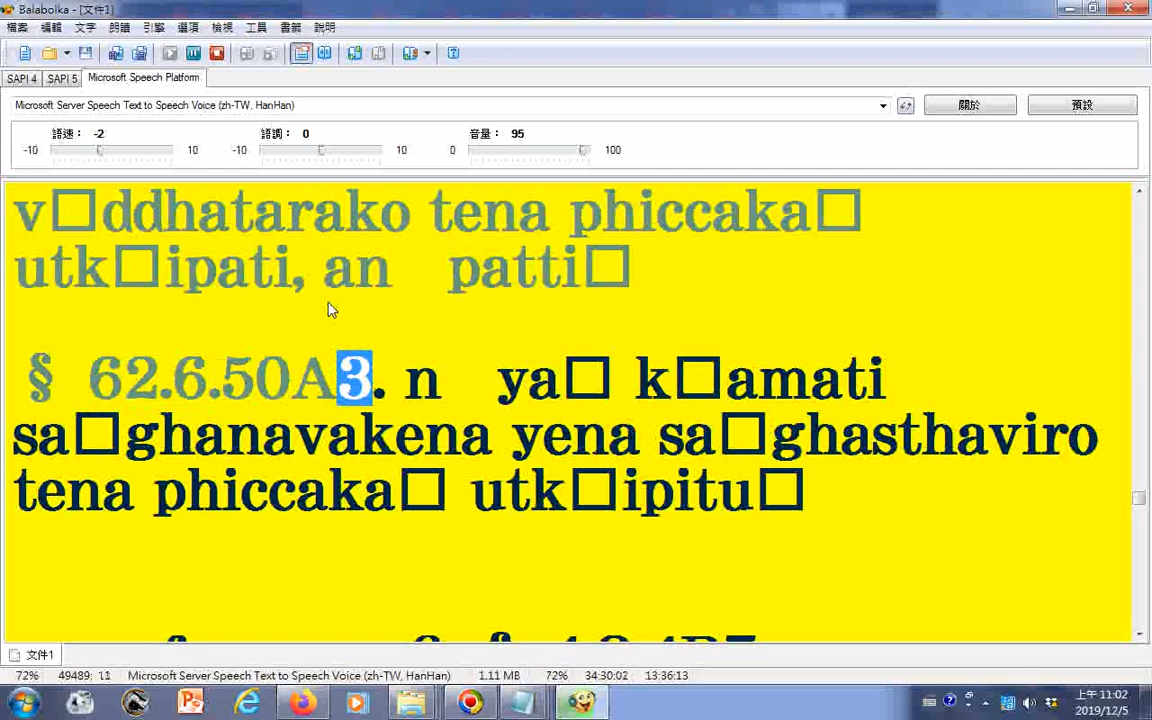 Balabolka - [文件1]
檔案 編輯 文字 朗讀 引擎 選項 檢視 工具 書籤 說明
SAPI 4 SAPI 5 Microsoft Speech Platform
Microsoft Server Speech Text to Speech Voice (zh-TW, HanHan) 關於 預設
語速： -2 語調： 0 音量： 95
-10 10 -10 10 0 100
v□ddhatarako tena phiccaka□
utk□ipati, an patti□
§ 62.6.50A3. n ya□ k□amati
sa□ghanavakena yena sa□ghasthaviro
tena phiccaka□ utk□ipitu□
文件1
72% 49489: 11 Microsoft Server Speech Text to Speech Voice (zh-TW, HanHan) 1.11 MB 72% 34:30:02 13:36:13
上午 11:02
2019/12/5